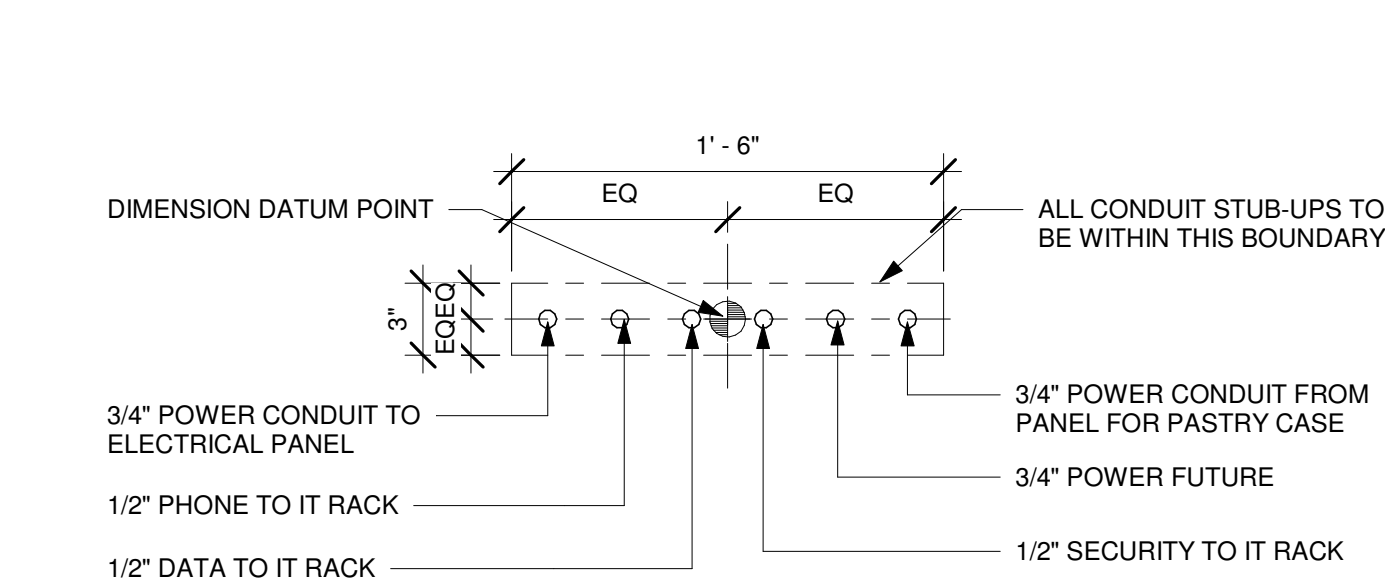 1' - 6"
EQ EQ
DIMENSION DATUM POINT
ALL CONDUIT STUB-UPS TO
BE WITHIN THIS BOUNDARY
3"
EQ
EQ
3/4" POWER CONDUIT TO
ELECTRICAL PANEL
1/2" PHONE TO IT RACK
1/2" DATA TO IT RACK
3/4" POWER CONDUIT FROM
PANEL FOR PASTRY CASE
3/4" POWER FUTURE
1/2" SECURITY TO IT RACK